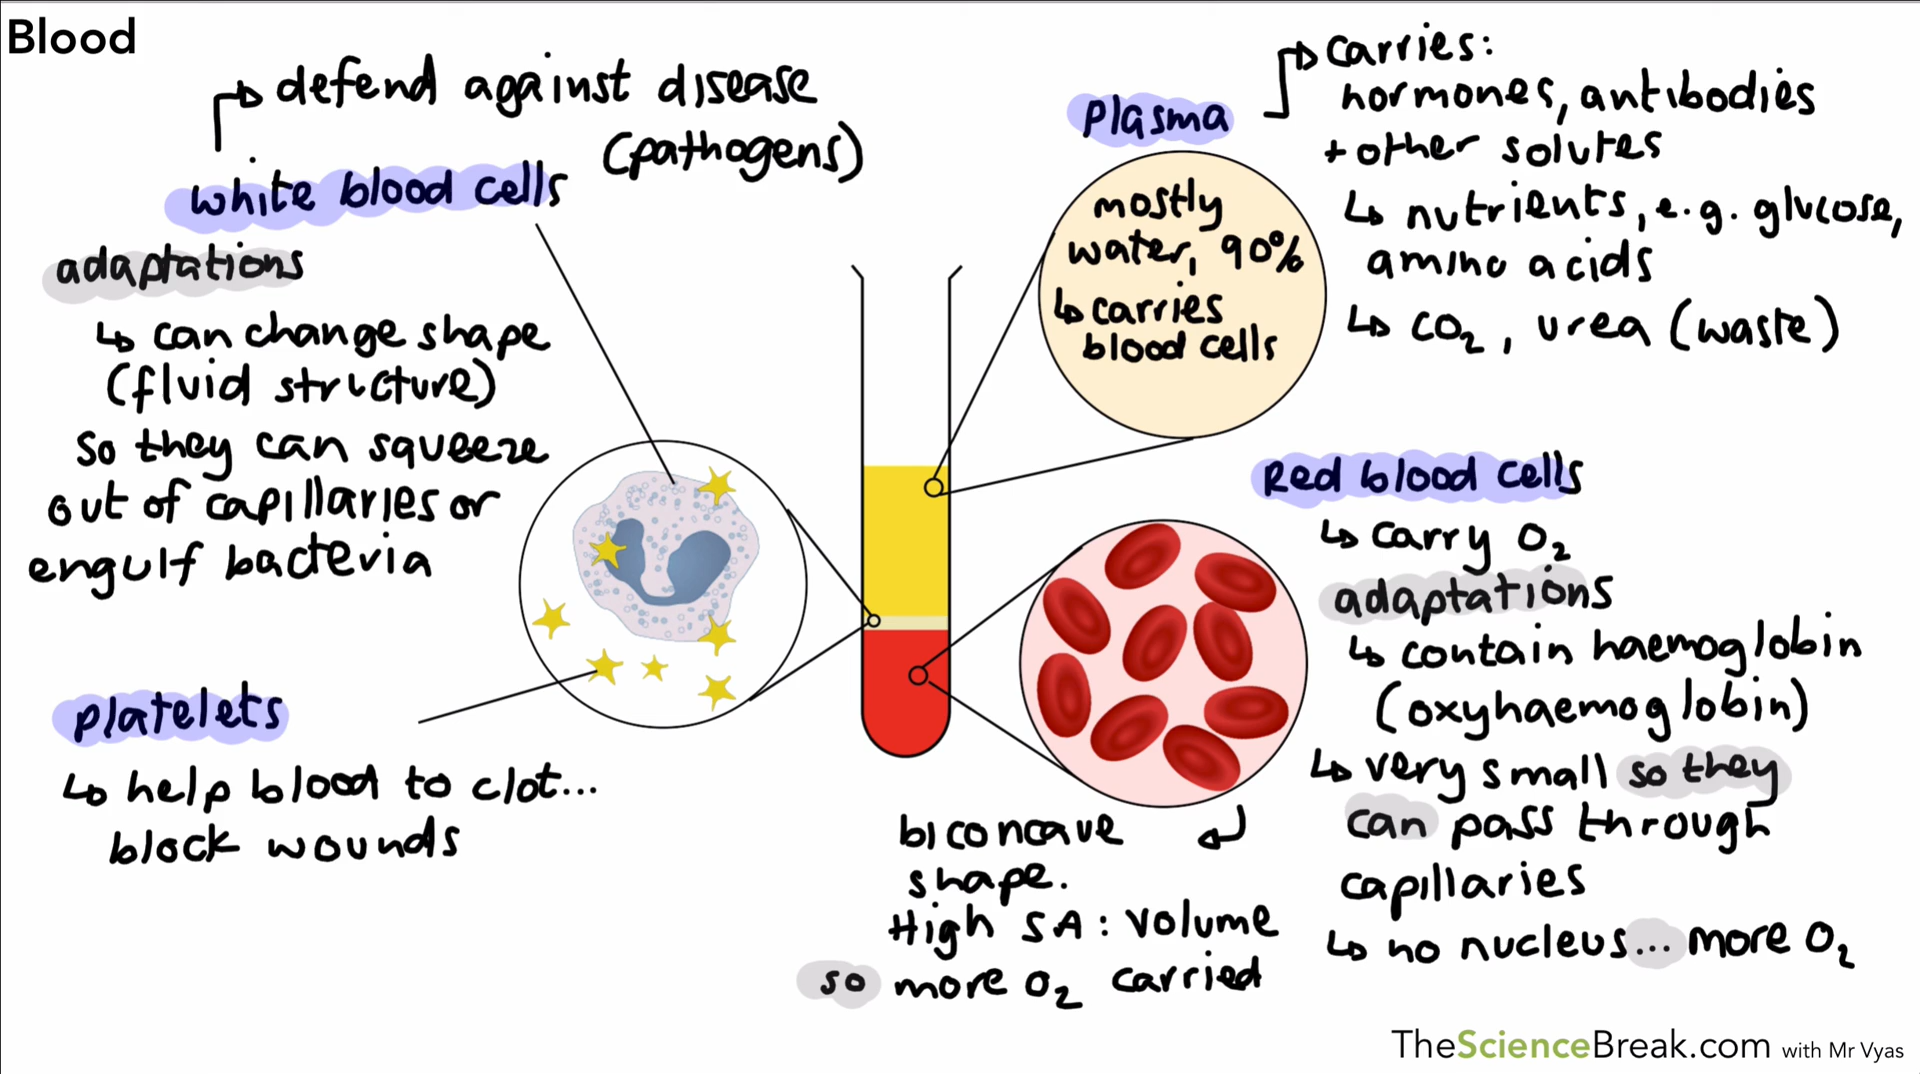 Blood
defend against disease
(pathogens)
white blood cells
adaptations
↳ can change shape
(fluid structure)
so they can squeeze
out of capillaries or
engulf bacteria
platelets
↳ help blood to clot...
block wounds
plasma
carries:
hormones, antibodies
+ other solutes
↳ nutrients, e.g. glucose,
amino acids
↳ CO₂, urea (waste)
mostly
water, 90%
↳ carries
blood cells
Red blood cells
↳ carry O₂
adaptations
↳ contain haemoglobin
(oxyhaemoglobin)
↳ very small so they
can pass through
capillaries
↳ no nucleus... more O₂
biconcave
shape.
High SA : volume
so more O₂ carried
TheScienceBreak.com with Mr Vyas